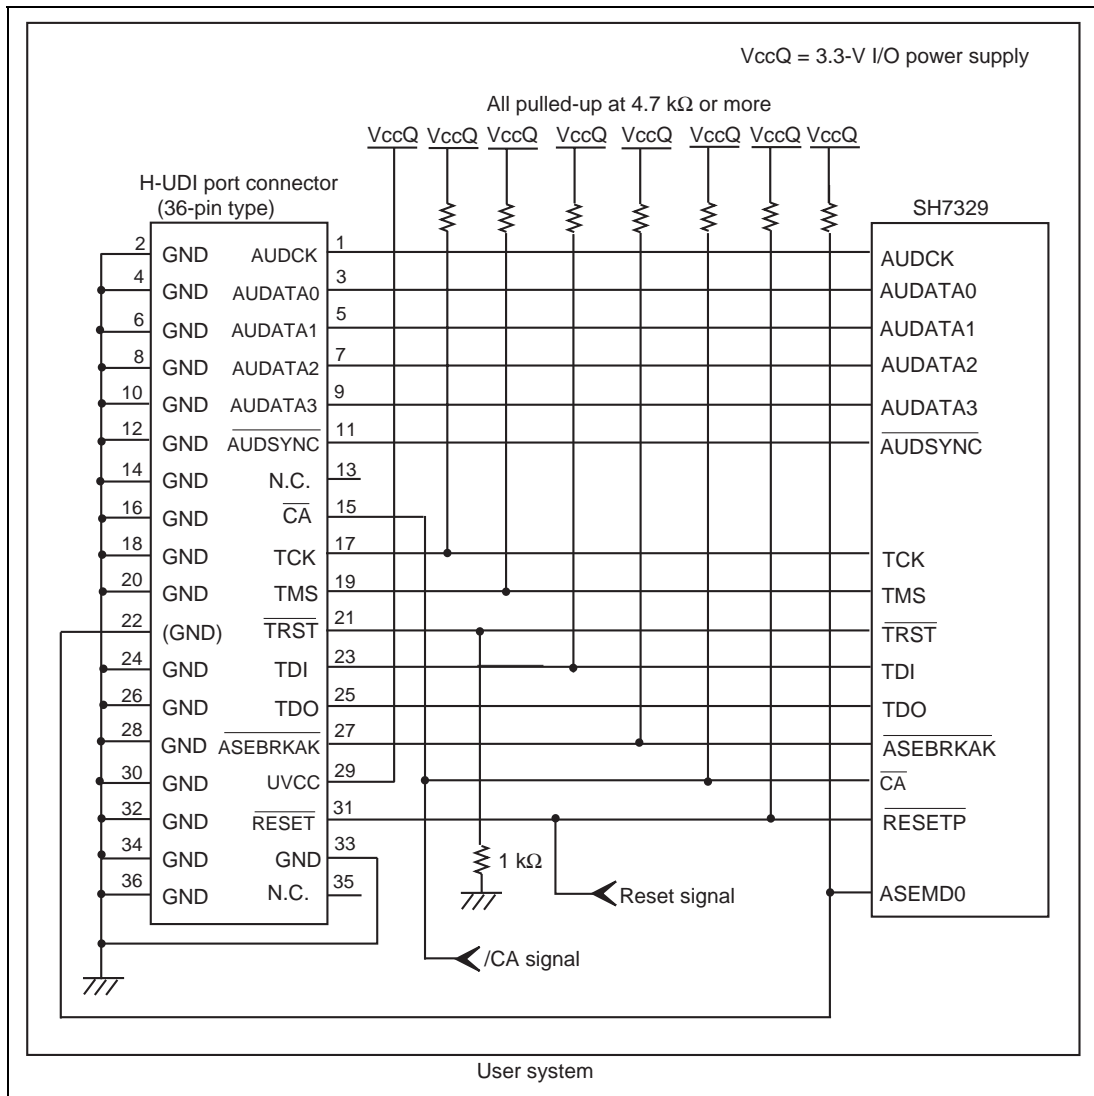 VccQ = 3.3-V I/O power supply
All pulled-up at 4.7 kΩ or more
VccQ VccQ VccQ VccQ VccQ VccQ VccQ VccQ
H-UDI port connector
(36-pin type)
SH7329
2 GND AUDCK 1 AUDCK
4 GND AUDATA0 3 AUDATA0
6 GND AUDATA1 5 AUDATA1
8 GND AUDATA2 7 AUDATA2
10 GND AUDATA3 9 AUDATA3
12 GND AUDSYNC 11 AUDSYNC
14 GND N.C. 13
16 GND CA 15
18 GND TCK 17 TCK
20 GND TMS 19 TMS
22 (GND) TRST 21 TRST
24 GND TDI 23 TDI
26 GND TDO 25 TDO
28 GND ASEBRKAK 27 ASEBRKAK
30 GND UVCC 29 CA
32 GND RESET 31 RESETP
34 GND GND 33
1 kΩ
36 GND N.C. 35
Reset signal
ASEMD0
/CA signal
User system